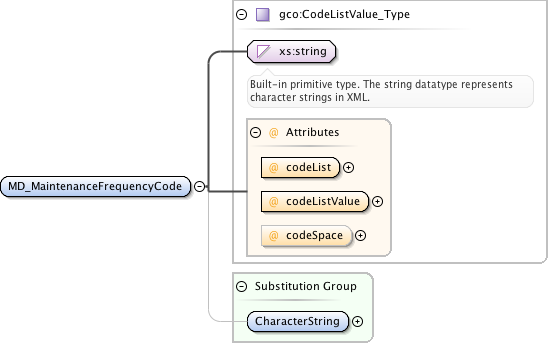 gco:CodeListValue_Type
xs:string
Built-in primitive type. The string datatype represents
character strings in XML.
@ Attributes
@ codeList
MD_MaintenanceFrequencyCode
@ codeListValue
@ codeSpace
Substitution Group
CharacterString